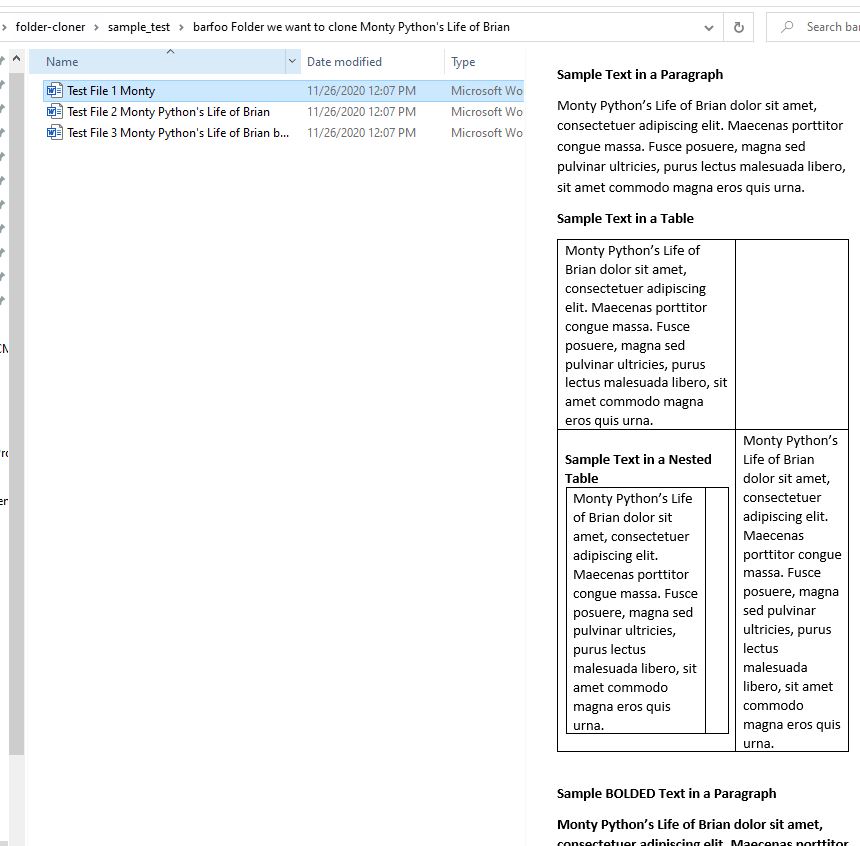 folder-cloner > sample_test > barfoo Folder we want to clone Monty Python's Life of Brian
Search bar
Name Date modified Type
Test File 1 Monty 11/26/2020 12:07 PM Microsoft Wo
Test File 2 Monty Python's Life of Brian 11/26/2020 12:07 PM Microsoft Wo
Test File 3 Monty Python's Life of Brian b... 11/26/2020 12:07 PM Microsoft Wo
Sample Text in a Paragraph
Monty Python's Life of Brian dolor sit amet,
consectetuer adipiscing elit. Maecenas porttitor
congue massa. Fusce posuere, magna sed
pulvinar ultricies, purus lectus malesuada libero,
sit amet commodo magna eros quis urna.
Sample Text in a Table
Monty Python's Life of
Brian dolor sit amet,
consectetuer adipiscing
elit. Maecenas porttitor
congue massa. Fusce
posuere, magna sed
pulvinar ultricies, purus
lectus malesuada libero, sit
amet commodo magna
eros quis urna.
Sample Text in a Nested
Table
Monty Python's Life
of Brian dolor sit
amet, consectetuer
adipiscing elit.
Maecenas porttitor
congue massa. Fusce
posuere, magna sed
pulvinar ultricies,
purus lectus
malesuada libero, sit
amet commodo
magna eros quis
urna.
Monty Python's
Life of Brian
dolor sit amet,
consectetuer
adipiscing elit.
Maecenas
porttitor congue
massa. Fusce
posuere, magna
sed pulvinar
ultricies, purus
lectus
malesuada
libero, sit amet
commodo
magna eros quis
urna.
Sample BOLDED Text in a Paragraph
Monty Python's Life of Brian dolor sit amet,
consectetuer adipiscing elit. Maecenas porttitor